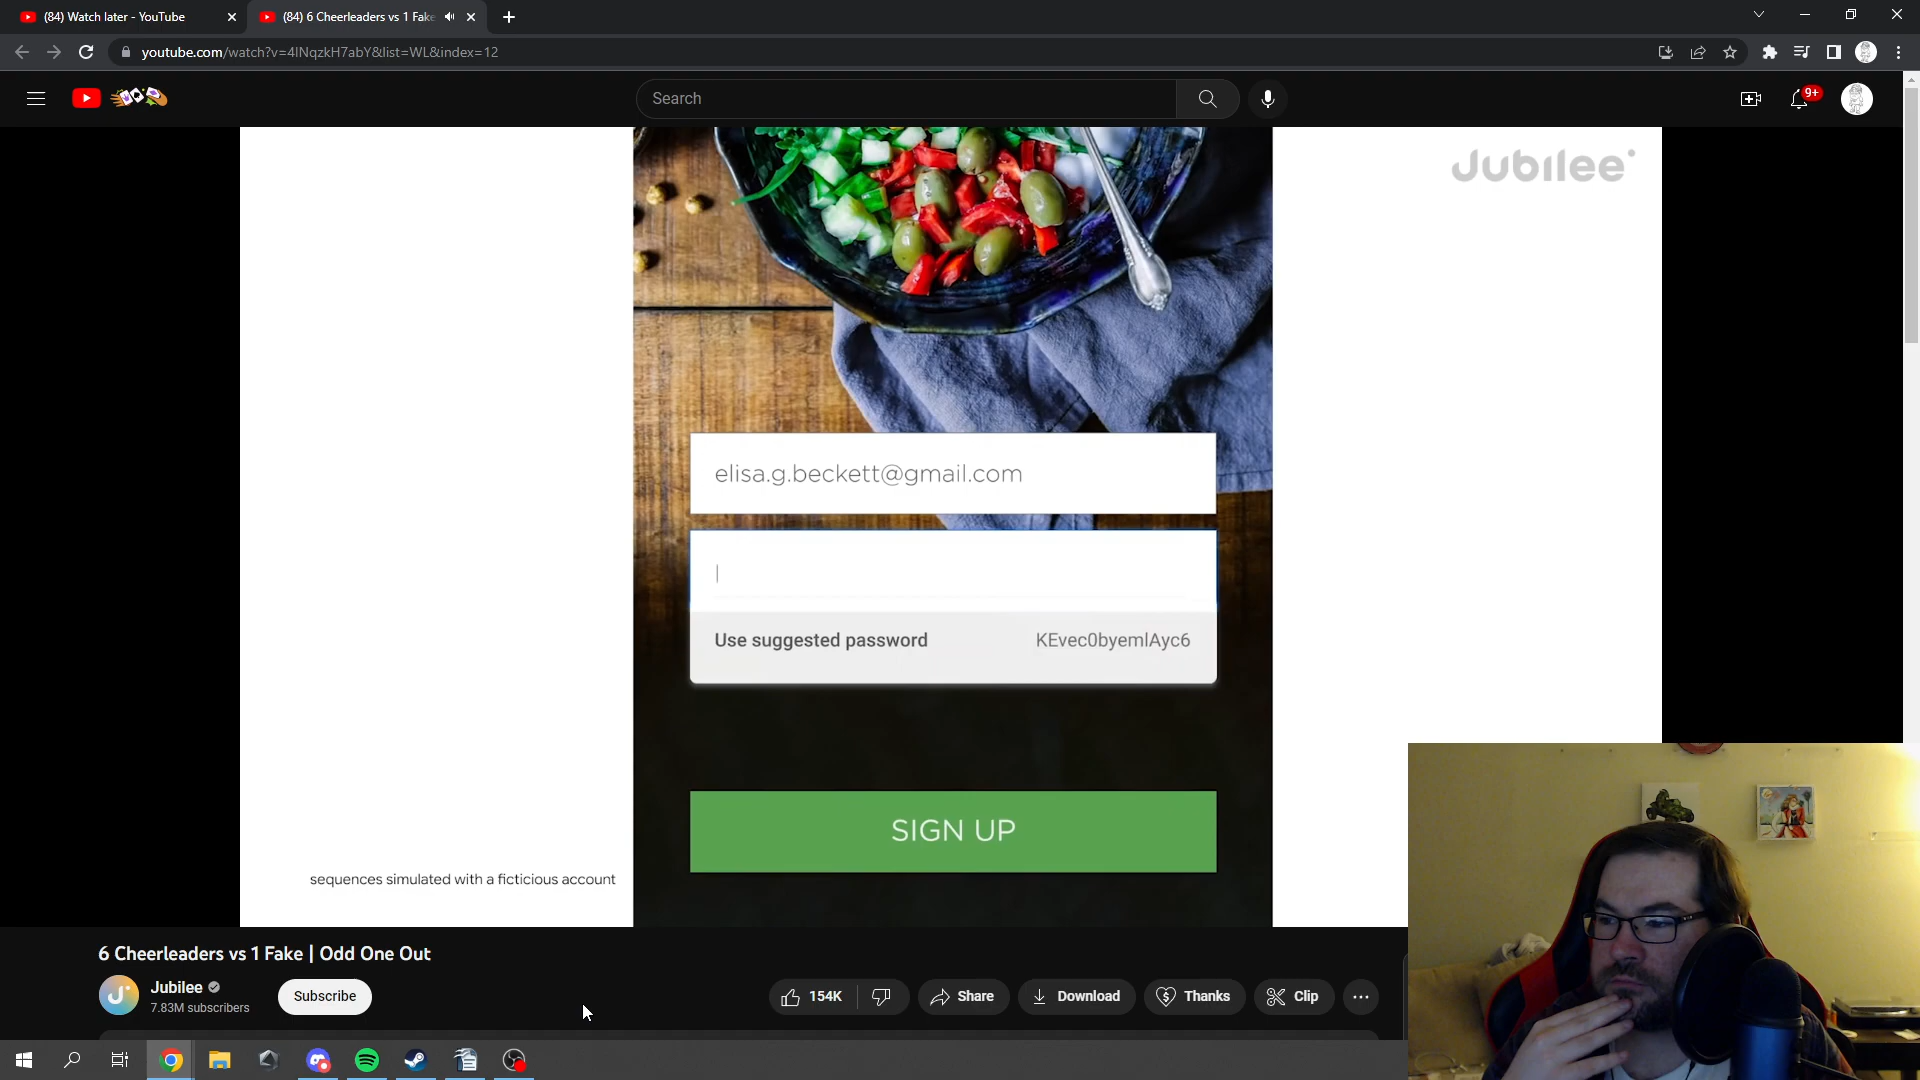 (84) Watch later - YouTube
(84) 6 Cheerleaders vs 1 Fake
youtube.com/watch?v=4lNqzkH7abY&list=WL&index=12
Search
9+
Jubilee
elisa.g.beckett@gmail.com
Use suggested password KEvec0byemlAyc6
SIGN UP
sequences simulated with a ficticious account
6 Cheerleaders vs 1 Fake | Odd One Out
Jubilee
7.83M subscribers
Subscribe
154K
Share
Download
Thanks
Clip